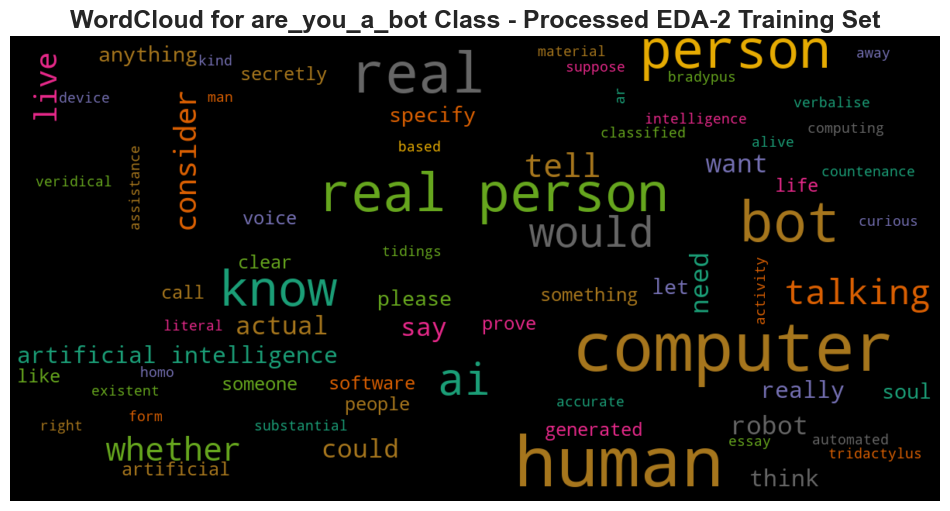 WordCloud for are_you_a_bot Class - Processed EDA-2 Training Set
anything
kind
secretly
real
material
suppose
person
away
bradypus
live
device
man
consider
specify
ar
verbalise
intelligence
computing
classified
alive
based
assistance
veridical
tell
want
countenance
life
real person
voice
would
bot
curious
tidings
clear
know
call
please
something
let
need
activity
talking
literal
actual
say
prove
computer
artificial intelligence
like
homo
existent
someone
software
people
ai
really
soul
accurate
right
form
substantial
generated
robot
essay
automated
tridactylus
whether
artificial
could
human
think